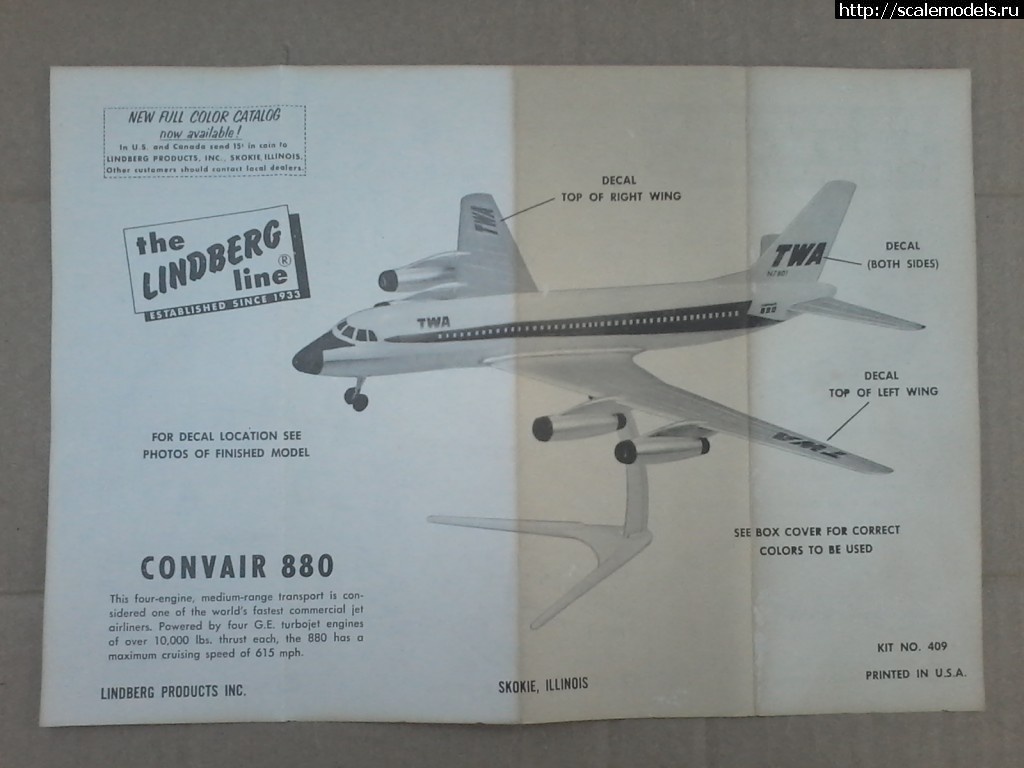 http://scalemodels.ru
NEW FULL COLOR CATALOG
now available!
In U.S. and Canada send 15¢ in coin to
LINDBERG PRODUCTS, INC., SKOKIE, ILLINOIS.
Other customers should contact local dealers.
the
LINDBERG
line®
ESTABLISHED SINCE 1933
DECAL
TOP OF RIGHT WING
TWA
TWA
DECAL
(BOTH SIDES)
880
TWA
DECAL
TOP OF LEFT WING
TWA
FOR DECAL LOCATION SEE
PHOTOS OF FINISHED MODEL
SEE BOX COVER FOR CORRECT
COLORS TO BE USED
CONVAIR 880
This four-engine, medium-range transport is con-
sidered one of the world's fastest commercial jet
airliners. Powered by four G.E. turbojet engines
of over 10,000 lbs. thrust each, the 880 has a
maximum cruising speed of 615 mph.
KIT NO. 409
PRINTED IN U.S.A.
LINDBERG PRODUCTS INC.
SKOKIE, ILLINOIS